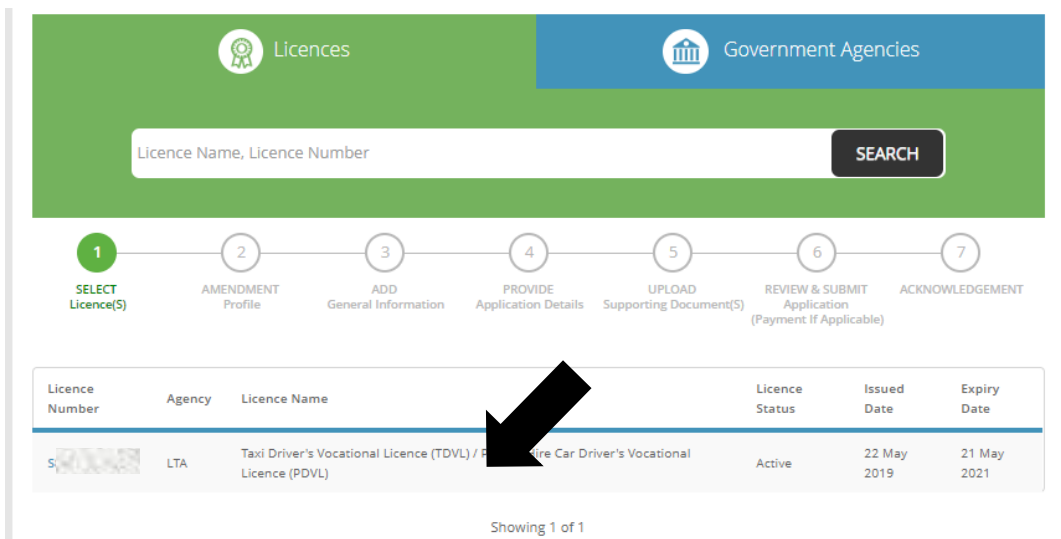 Licences
Government Agencies
Licence Name, Licence Number
SEARCH
1
2
3
4
5
6
7
SELECT
Licence(S)
AMENDMENT
Profile
ADD
General Information
PROVIDE
Application Details
UPLOAD
Supporting Document(S)
REVIEW & SUBMIT
Application
(Payment If Applicable)
ACKNOWLEDGEMENT
Licence
Number
Agency
Licence Name
Licence
Status
Issued
Date
Expiry
Date
S
LTA
Taxi Driver's Vocational Licence (TDVL) / Car Driver's Vocational
Licence (PDVL)
Active
22 May
2019
21 May
2021
Showing 1 of 1